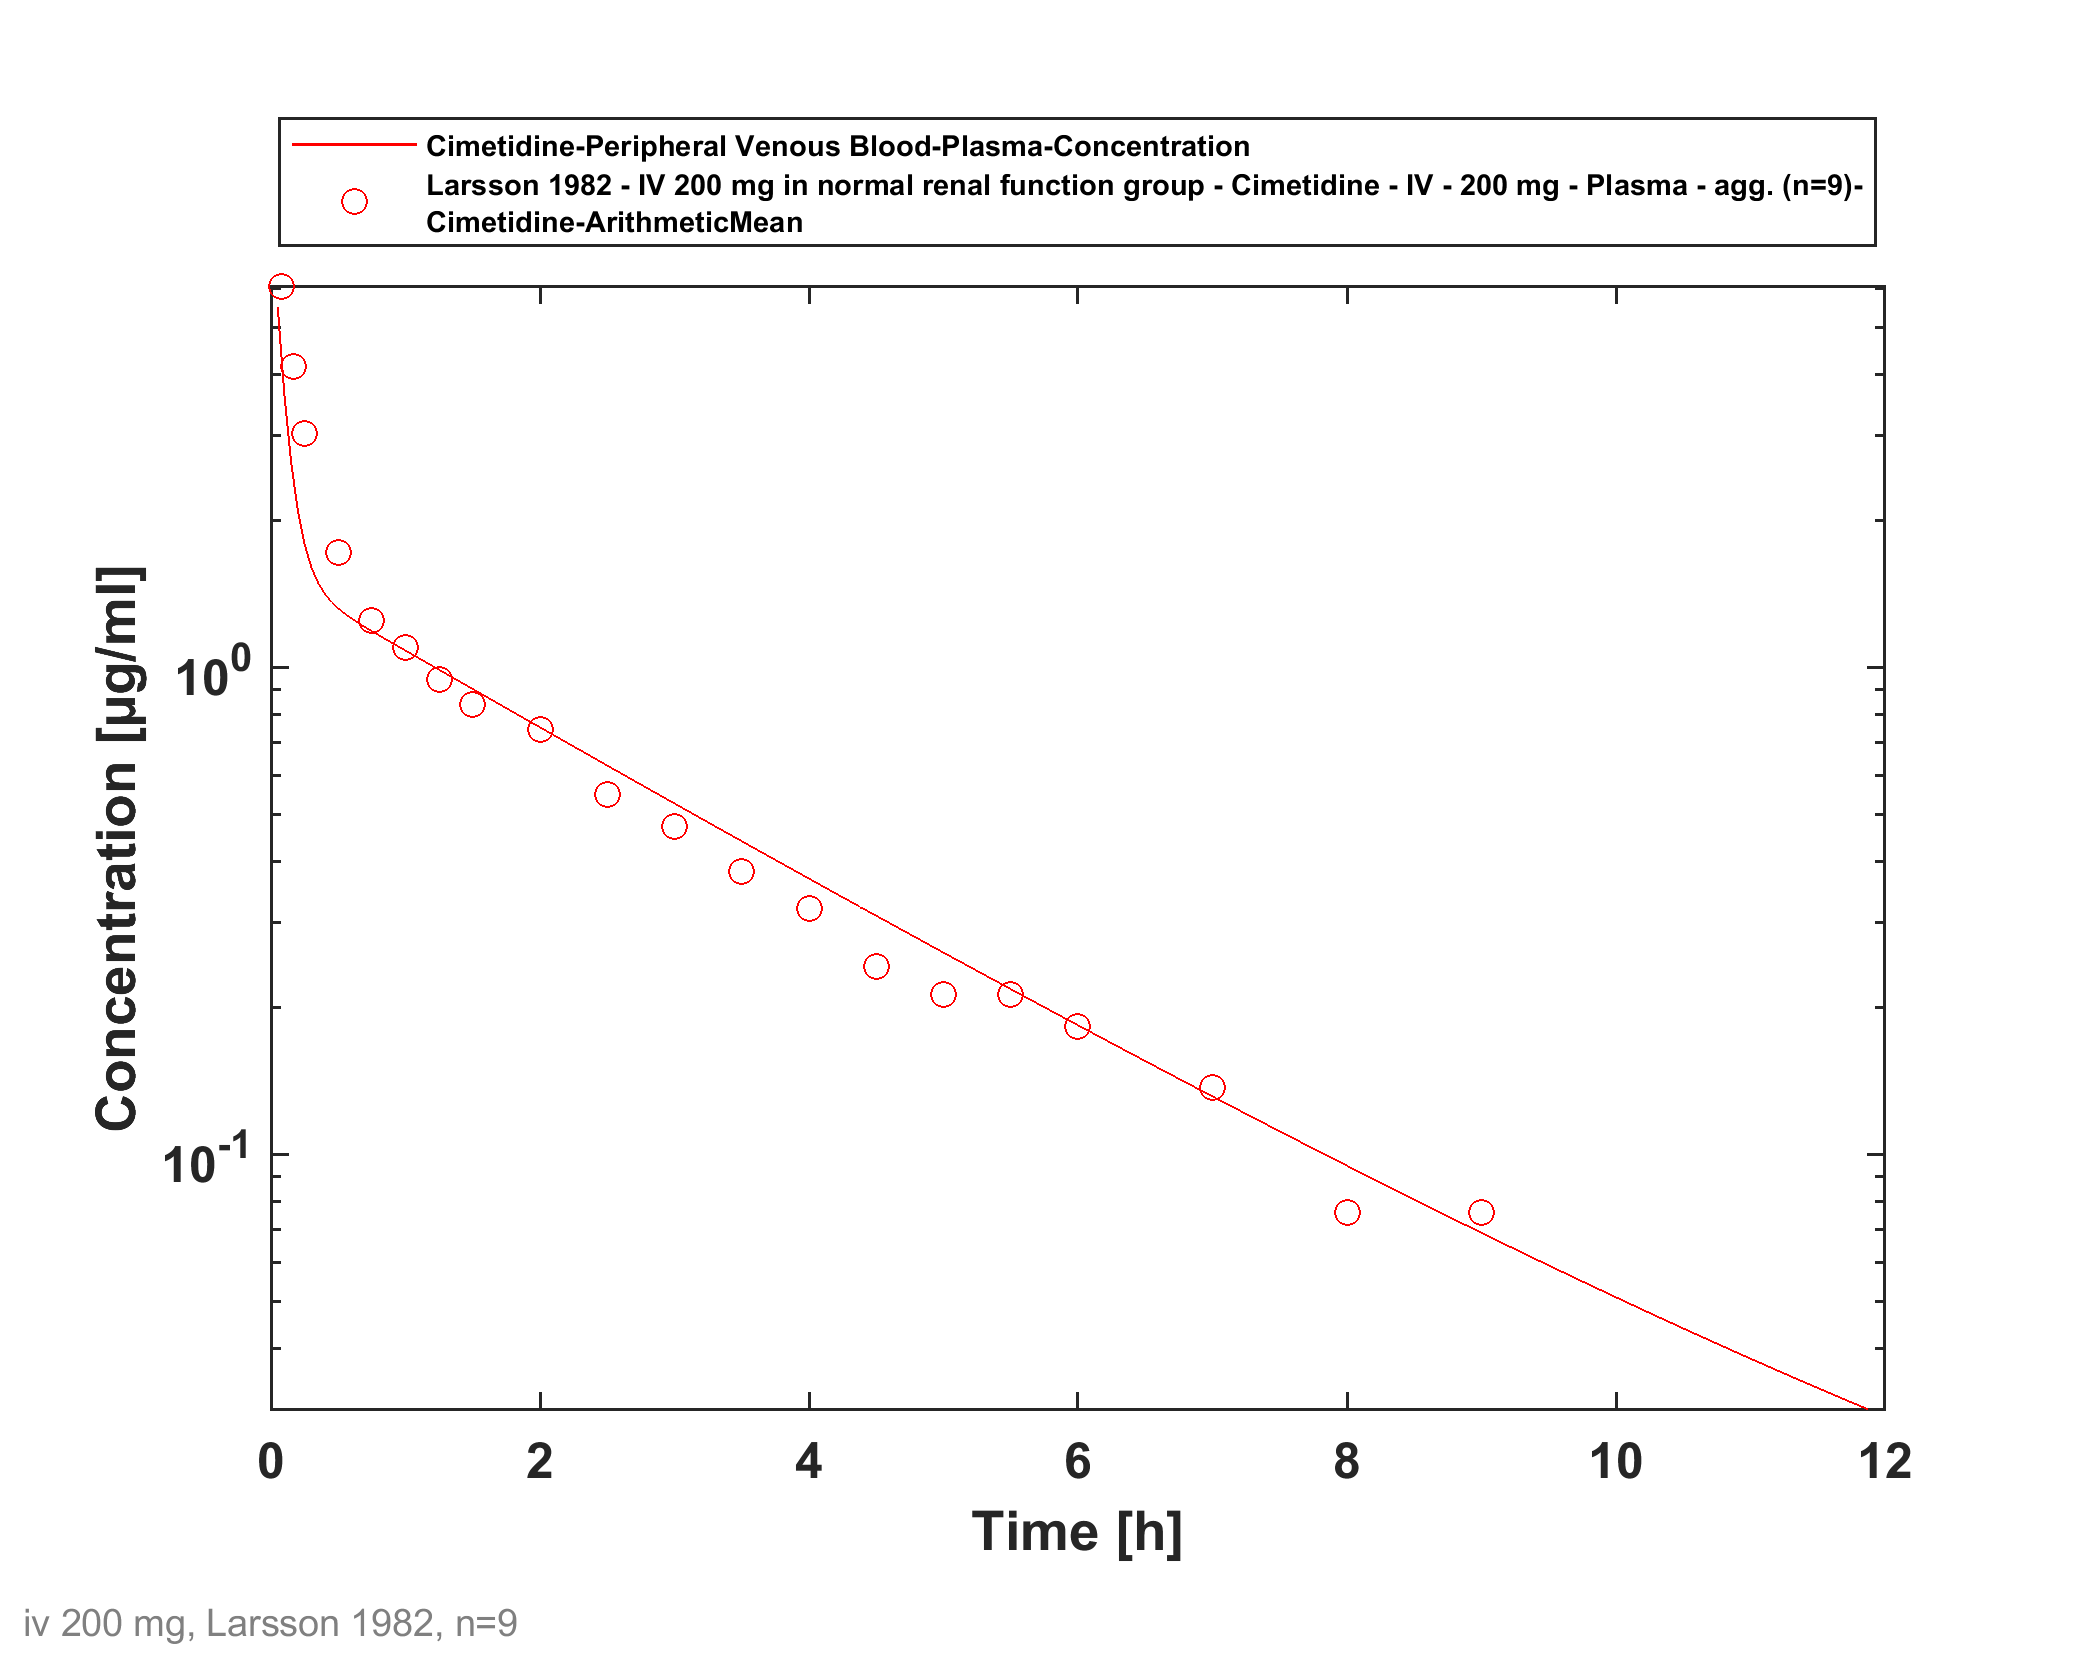 Cimetidine-Peripheral Venous Blood-Plasma-Concentration
Larsson 1982 - IV 200 mg in normal renal function group - Cimetidine - IV - 200 mg - Plasma - agg. (n=9)-
Cimetidine-ArithmeticMean
Concentration [µg/ml]
10^0
10^-1
0 2 4 6 8 10 12
Time [h]
iv 200 mg, Larsson 1982, n=9